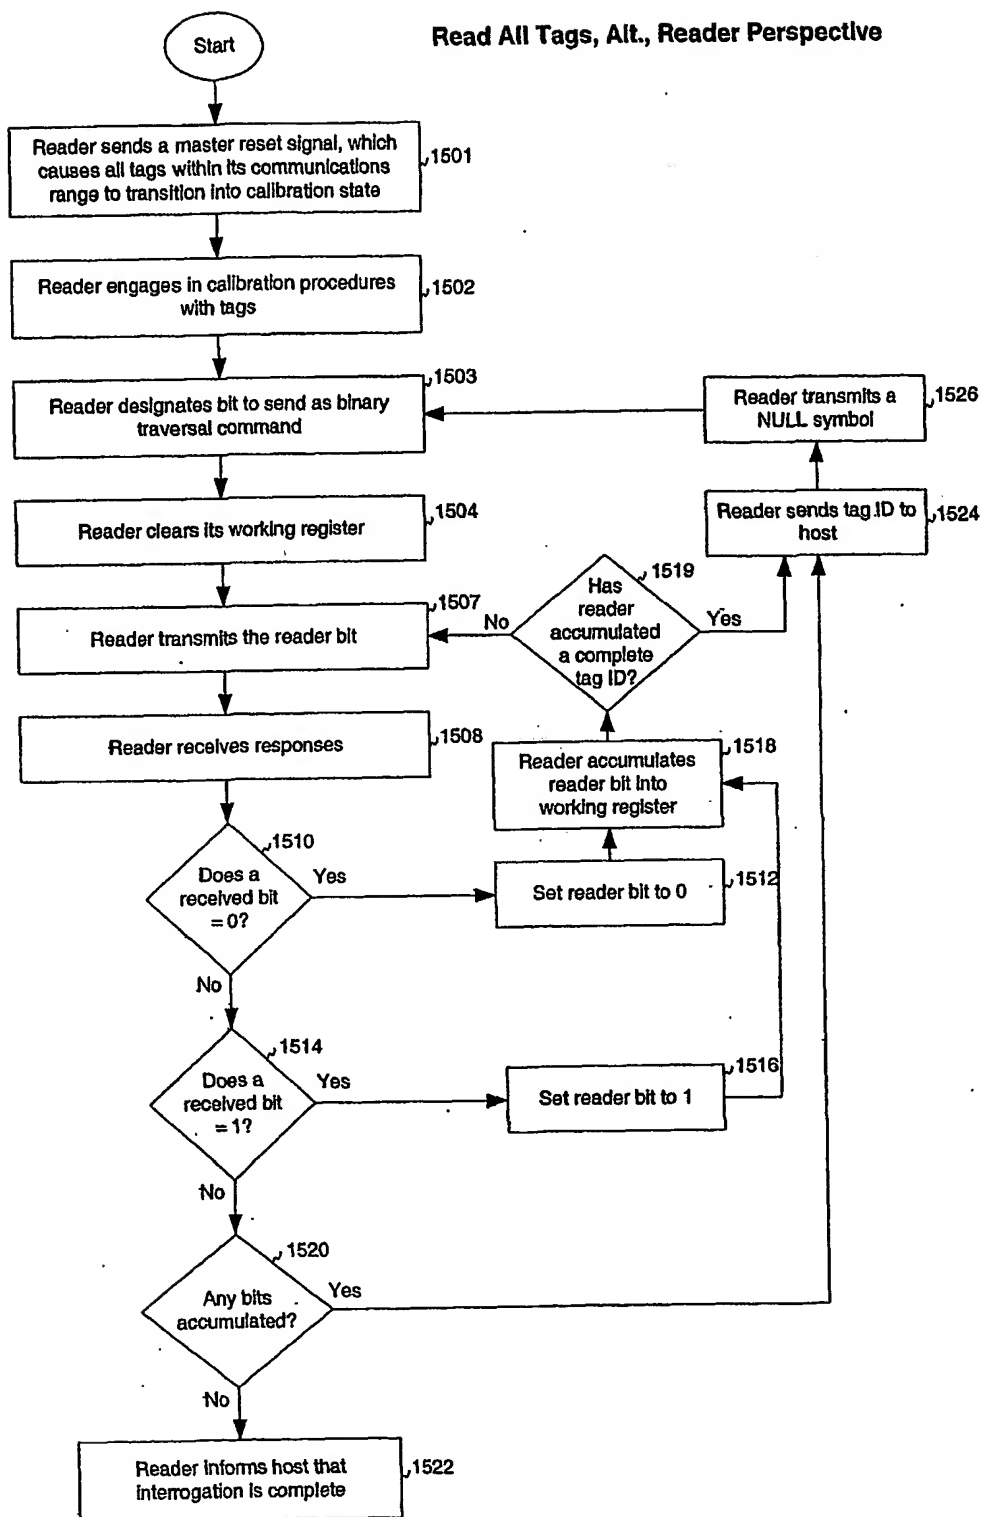 Read All Tags, Alt., Reader Perspective
Start
Reader sends a master reset signal, which
causes all tags within its communications
range to transition into calibration state
1501
Reader engages in calibration procedures
with tags
1502
1503
Reader designates bit to send as binary
traversal command
Reader transmits a
NULL symbol
1526
Reader clears its working register
1504
Reader sends tag ID to
host
1524
1507
Reader transmits the reader bit
1519
Has
reader
accumulated
a complete
tag ID?
No
Yes
Reader receives responses
1508
Reader accumulates
reader bit into
working register
1518
1510
Does a
received bit
= 0?
Yes
No
Set reader bit to 0
1512
1514
Does a
received bit
= 1?
Yes
No
Set reader bit to 1
1516
1520
Any bits
accumulated?
Yes
No
Reader informs host that
interrogation is complete
1522